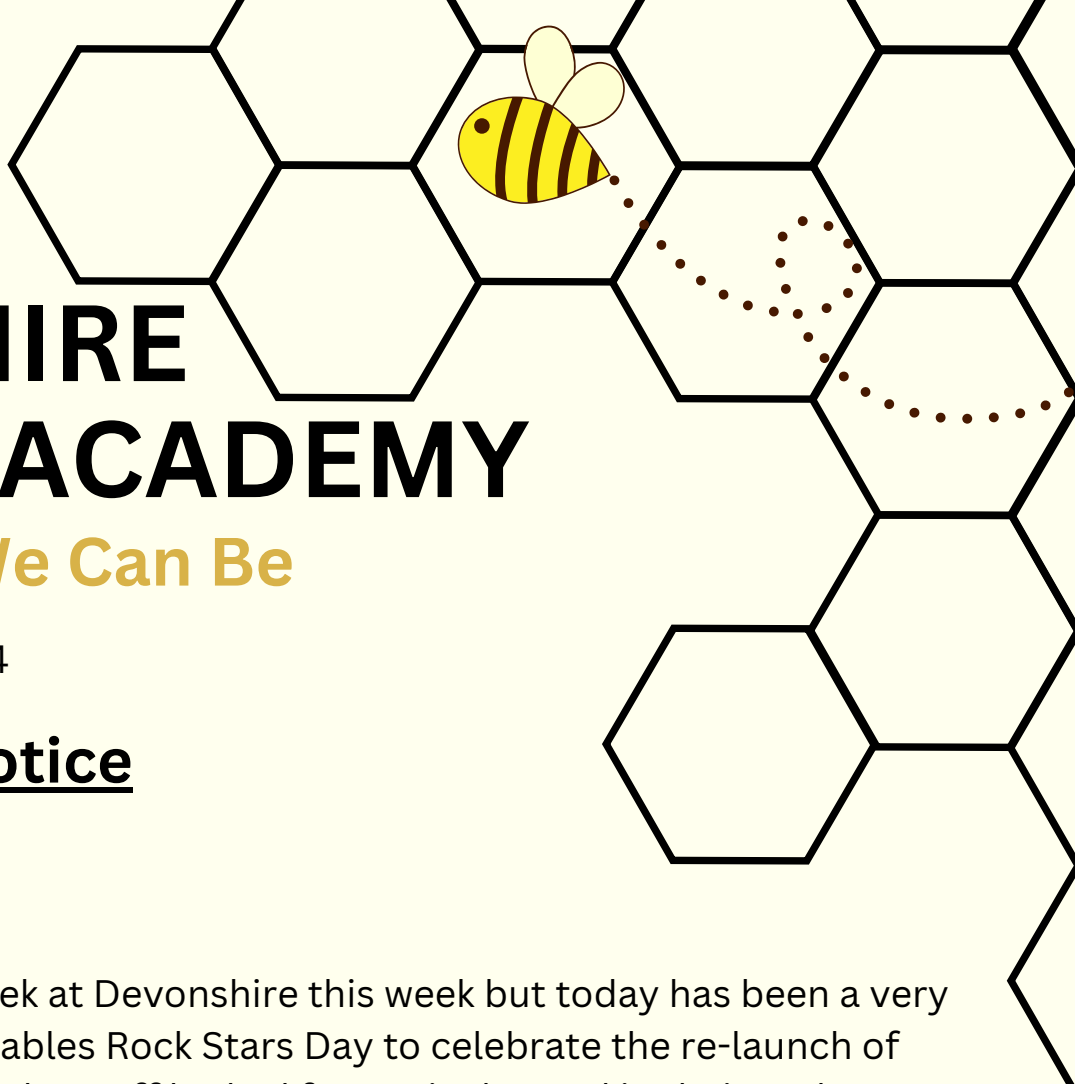 HIRE
ACADEMY
We Can Be
4
otice
ek at Devonshire this week but today has been a very
ables Rock Stars Day to celebrate the re-launch of